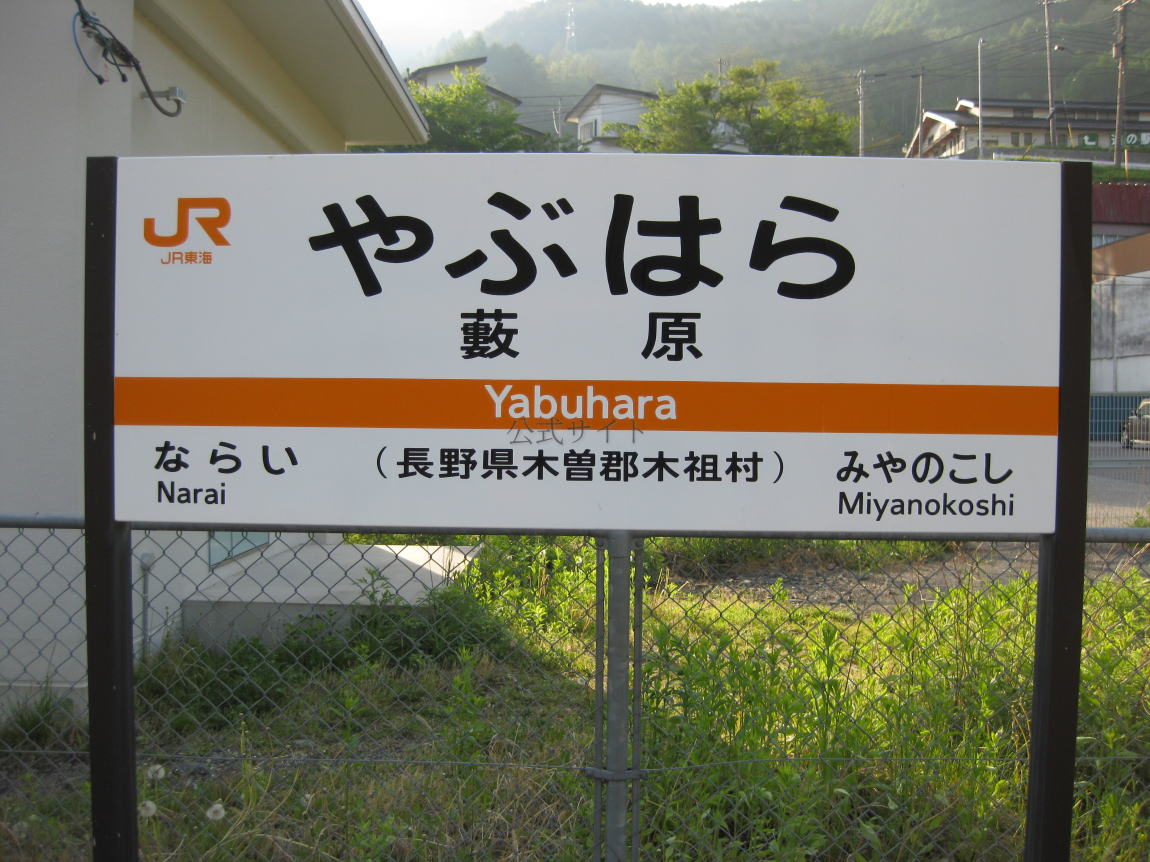 JR
JR東海
やぶはら
藪原
Yabuhara
公式サイト
ならい
Narai
（長野県木曽郡木祖村）
みやのこし
Miyanokoshi